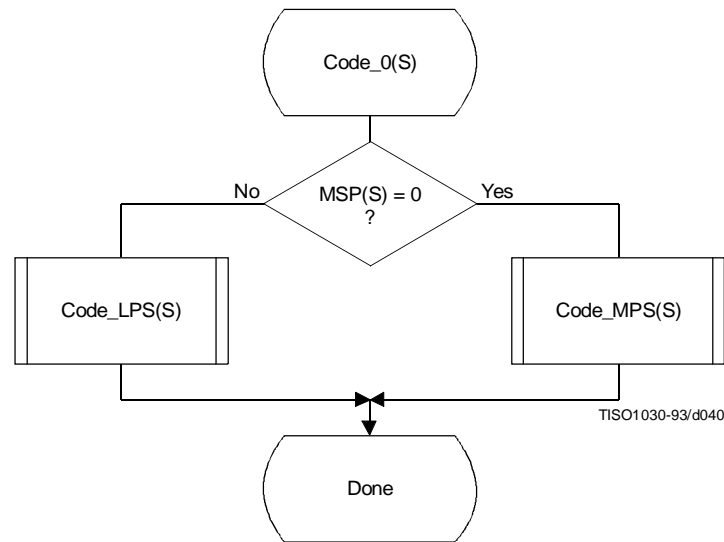 Code_0(S)
No
MSP(S) = 0
?
Yes
Code_LPS(S)
Code_MPS(S)
TISO1030-93/d040
Done